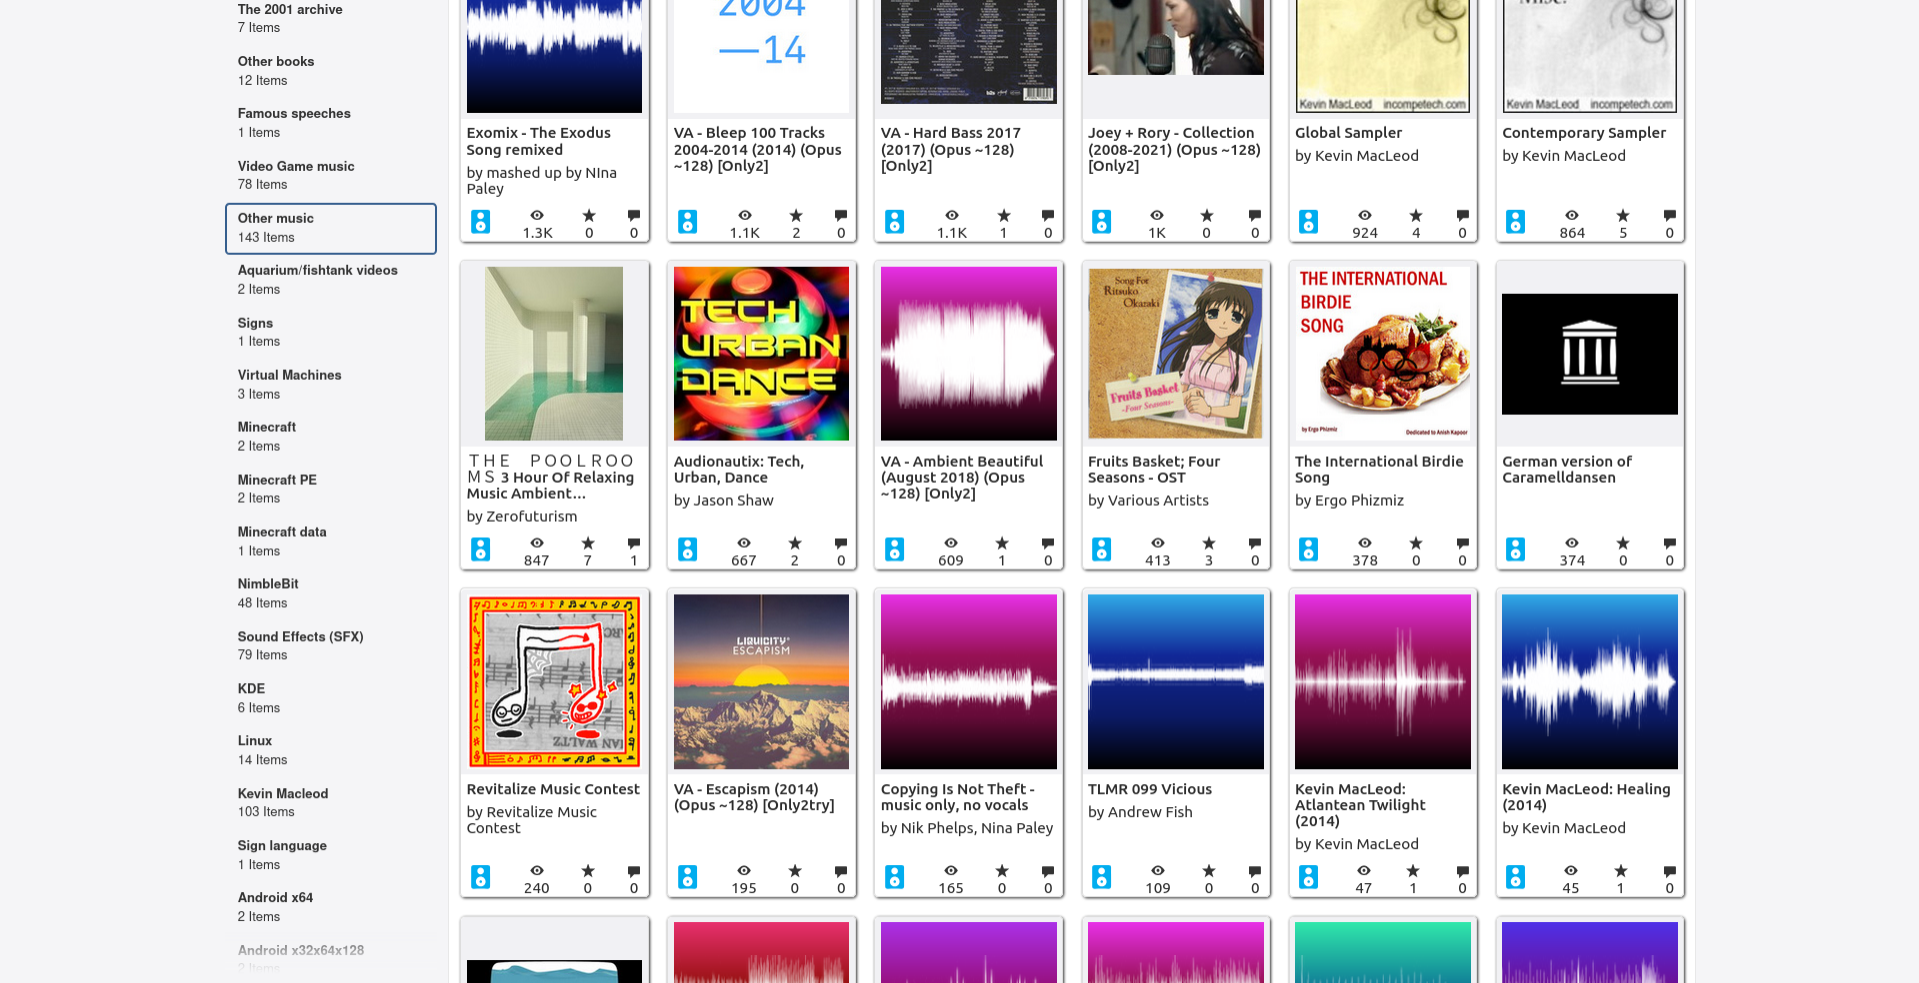 The 2001 archive
7 Items
Other books
12 Items
Famous speeches
1 Items
Video Game music
78 Items
Other music
143 Items
Aquarium/fishtank videos
2 Items
Signs
1 Items
Virtual Machines
3 Items
Minecraft
2 Items
Minecraft PE
2 Items
Minecraft data
1 Items
NimbleBit
48 Items
Sound Effects (SFX)
79 Items
KDE
6 Items
Linux
14 Items
Kevin Macleod
103 Items
Sign language
1 Items
Android x64
2 Items
Android x32x64x128
2 Items
Exomix - The Exodus
Song remixed
by mashed up by NIna
Paley
1.3K 0 0
2004
—14
VA - Bleep 100 Tracks
2004-2014 (2014) (Opus
~128) [Only2]
1.1K 2 0
VA - Hard Bass 2017
(2017) (Opus ~128)
[Only2]
1.1K 1 0
Joey + Rory - Collection
(2008-2021) (Opus ~128)
[Only2]
1K 0 0
Kevin MacLeod incompetech.com
Global Sampler
by Kevin MacLeod
924 4 0
Misc.
Kevin MacLeod incompetech.com
Contemporary Sampler
by Kevin MacLeod
864 5 0
ＴＨＥ ＰＯＯＬＲＯＯ
ＭＳ 3 Hour Of Relaxing
Music Ambient...
by Zerofuturism
847 7 1
TECH
URBAN
DANCE
Audionautix: Tech,
Urban, Dance
by Jason Shaw
667 2 0
VA - Ambient Beautiful
(August 2018) (Opus
~128) [Only2]
609 1 0
Song For
Ritsuko
Okazaki
Fruits Basket
-Four Seasons-
Fruits Basket; Four
Seasons - OST
by Various Artists
413 3 0
THE INTERNATIONAL
BIRDIE
SONG
by Ergo Phizmiz
Dedicated to Anish Kapoor
The International Birdie
Song
by Ergo Phizmiz
378 0 0
German version of
Caramelldansen
374 0 0
Revitalize Music Contest
by Revitalize Music
Contest
240 0 0
LIQUICITY
ESCAPISM
VA - Escapism (2014)
(Opus ~128) [Only2try]
195 0 0
Copying Is Not Theft -
music only, no vocals
by Nik Phelps, Nina Paley
165 0 0
TLMR 099 Vicious
by Andrew Fish
109 0 0
Kevin MacLeod:
Atlantean Twilight
(2014)
by Kevin MacLeod
47 1 0
Kevin MacLeod: Healing
(2014)
by Kevin MacLeod
45 1 0